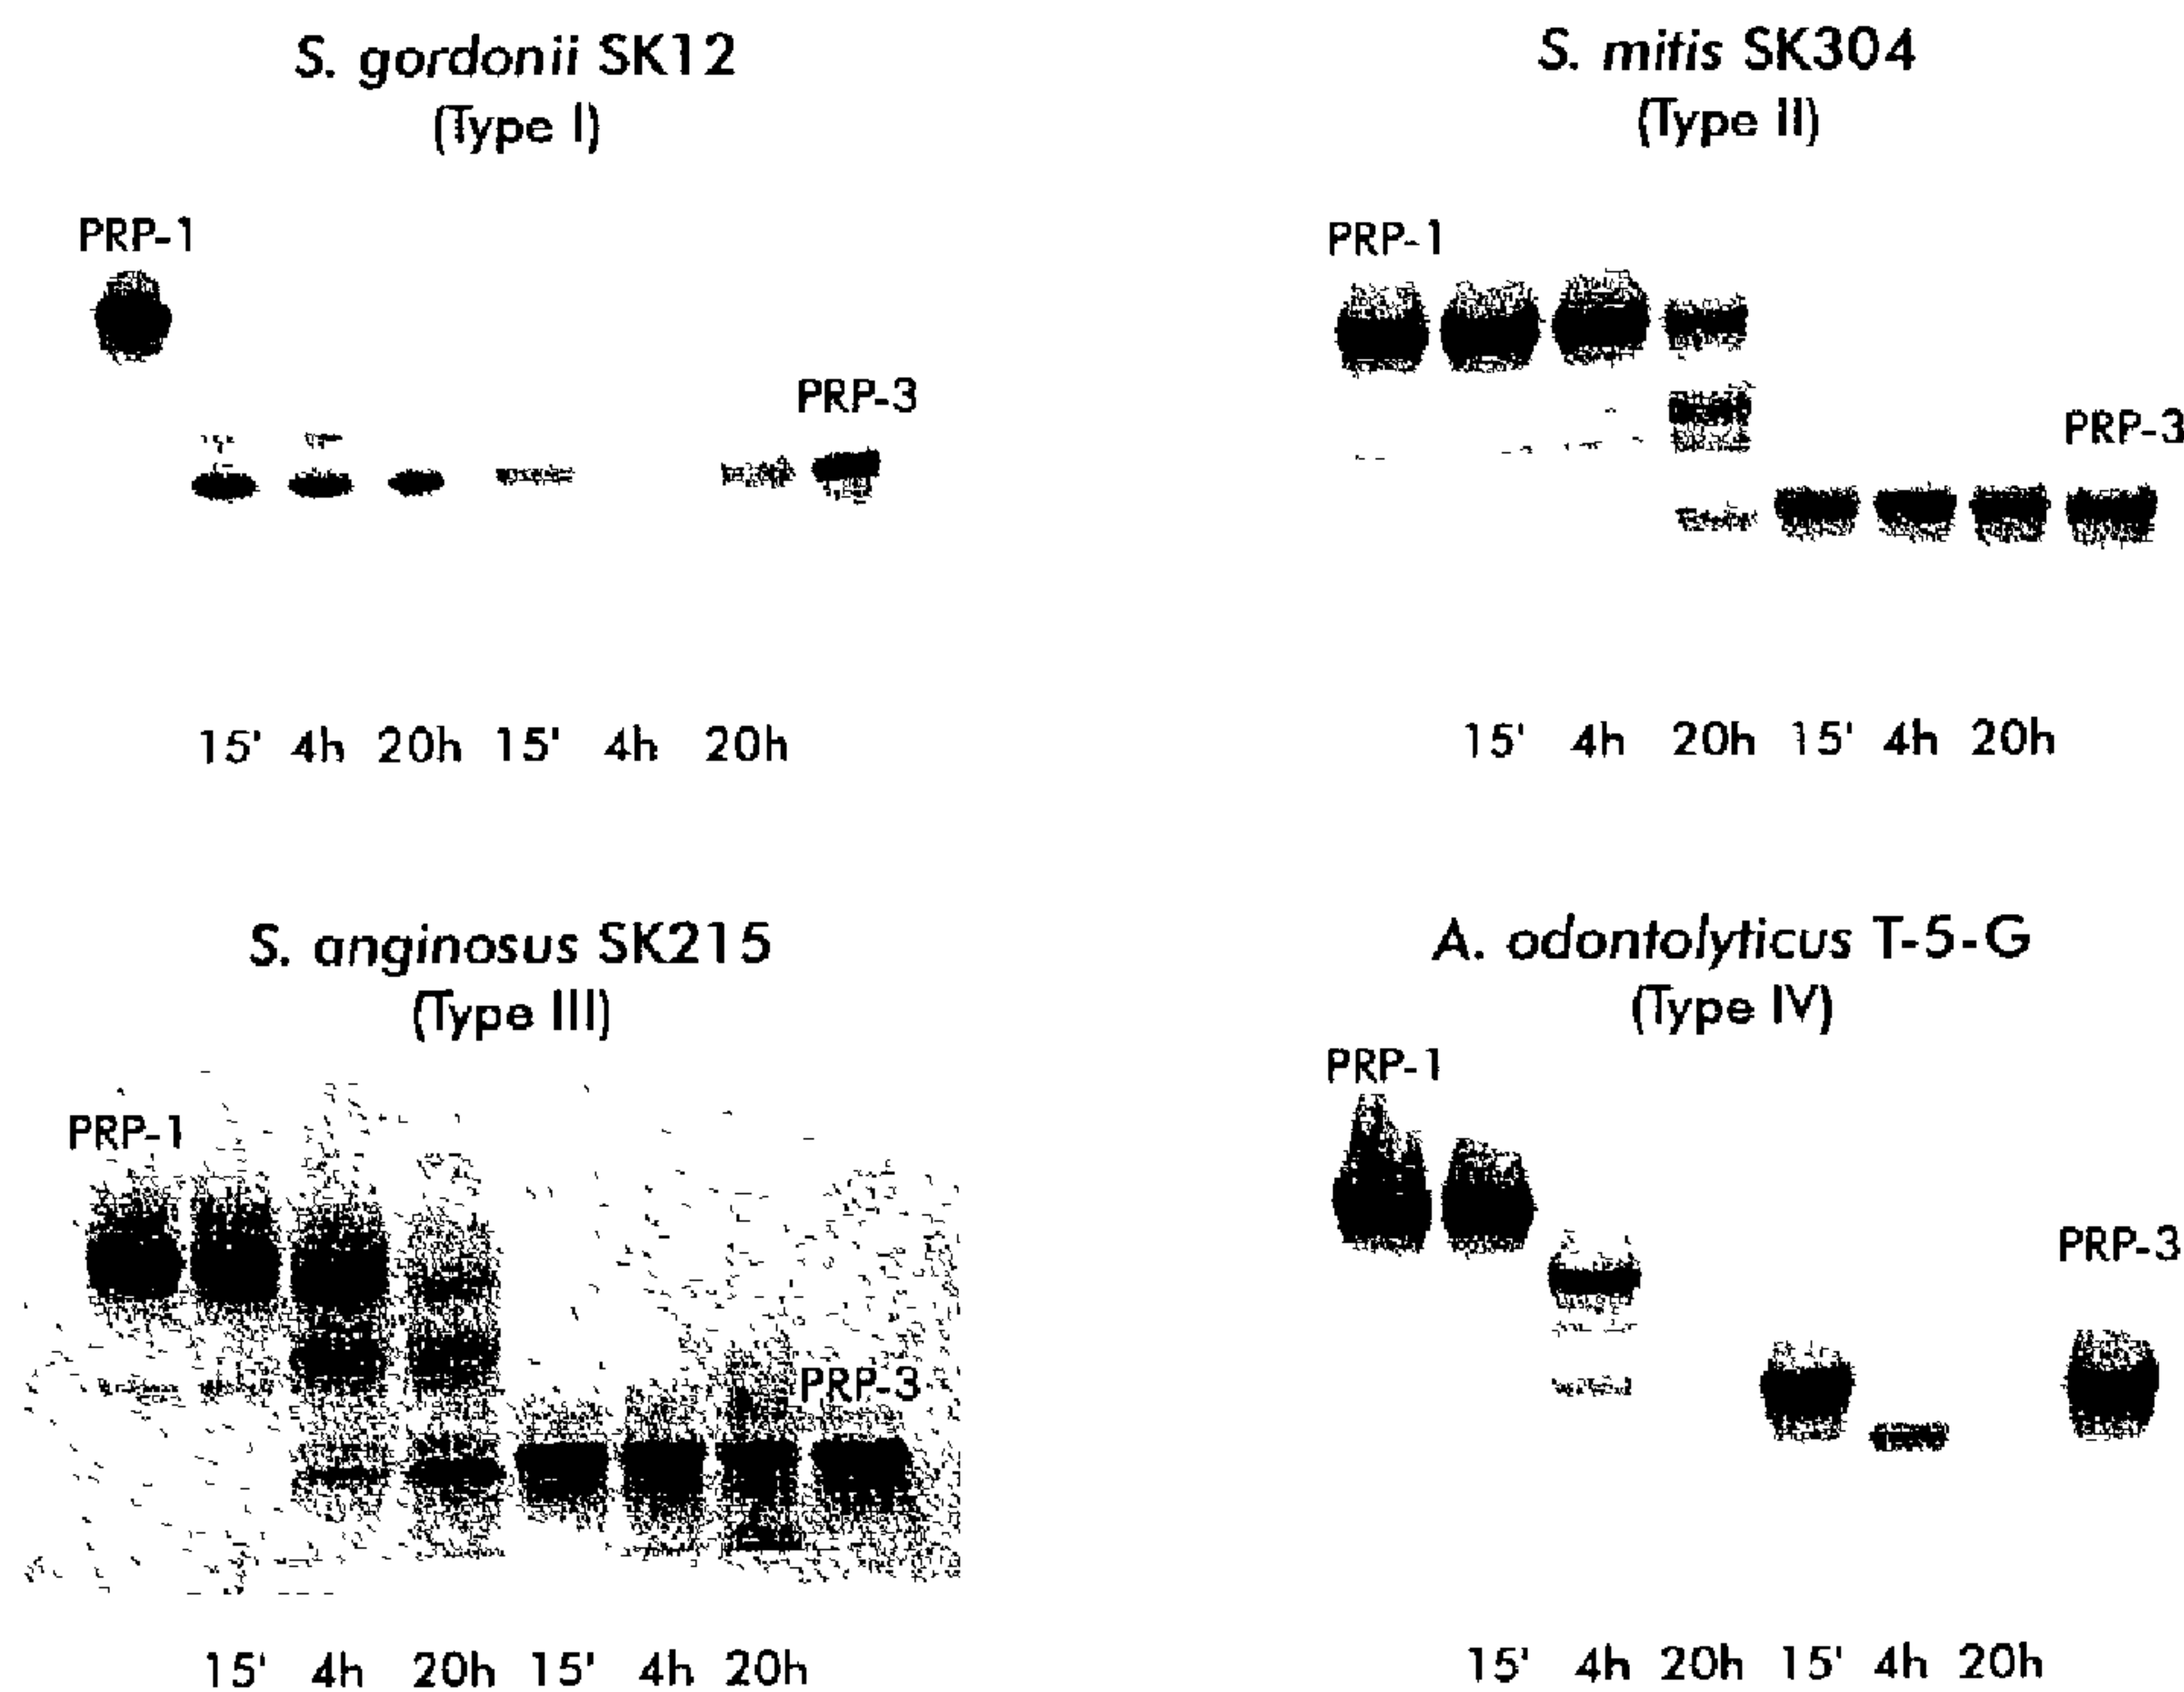 S. gordonii SK12
(Type I)
PRP-1
PRP-3
15' 4h 20h 15' 4h 20h
S. mitis SK304
(Type II)
PRP-1
PRP-3
15' 4h 20h 15' 4h 20h
S. anginosus SK215
(Type III)
PRP-1
PRP-3
15' 4h 20h 15' 4h 20h
A. odontolyticus T-5-G
(Type IV)
PRP-1
PRP-3
15' 4h 20h 15' 4h 20h